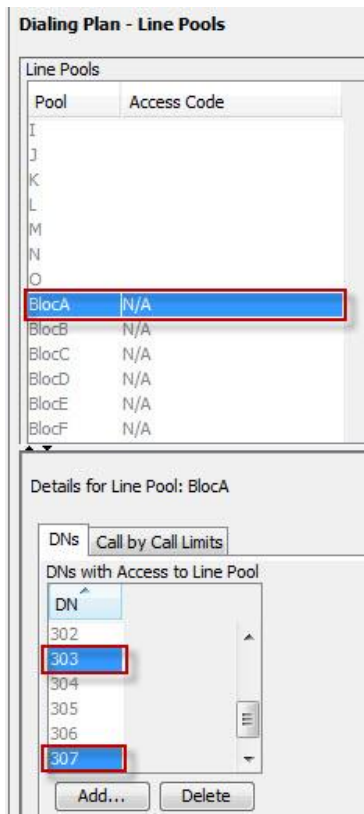 Dialing Plan - Line Pools
Line Pools
Pool Access Code
I
J
K
L
M
N
O
BlocA N/A
BlocB N/A
BlocC N/A
BlocD N/A
BlocE N/A
BlocF N/A
Details for Line Pool: BlocA
DNs Call by Call Limits
DNs with Access to Line Pool
DN
302
303
304
305
306
307
Add... Delete